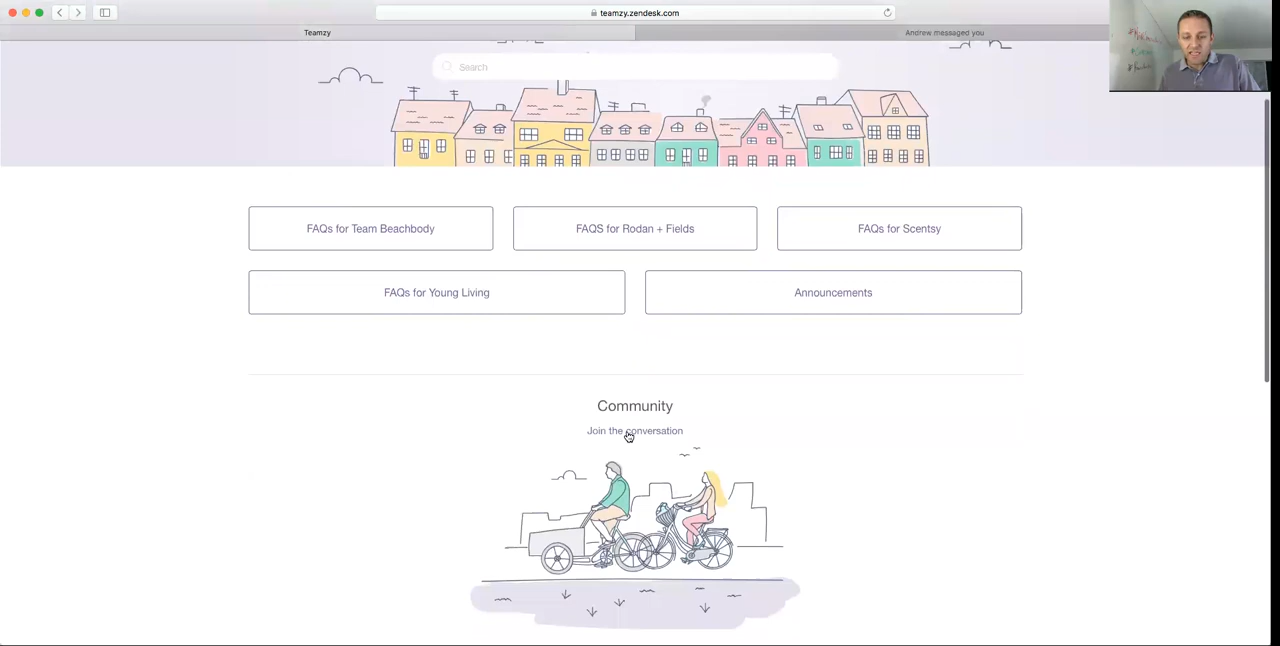 teamzy.zendesk.com
Teamzy
Andrew messaged you
Search
FAQs for Team Beachbody
FAQS for Rodan + Fields
FAQs for Scentsy
FAQs for Young Living
Announcements
Community
Join the conversation